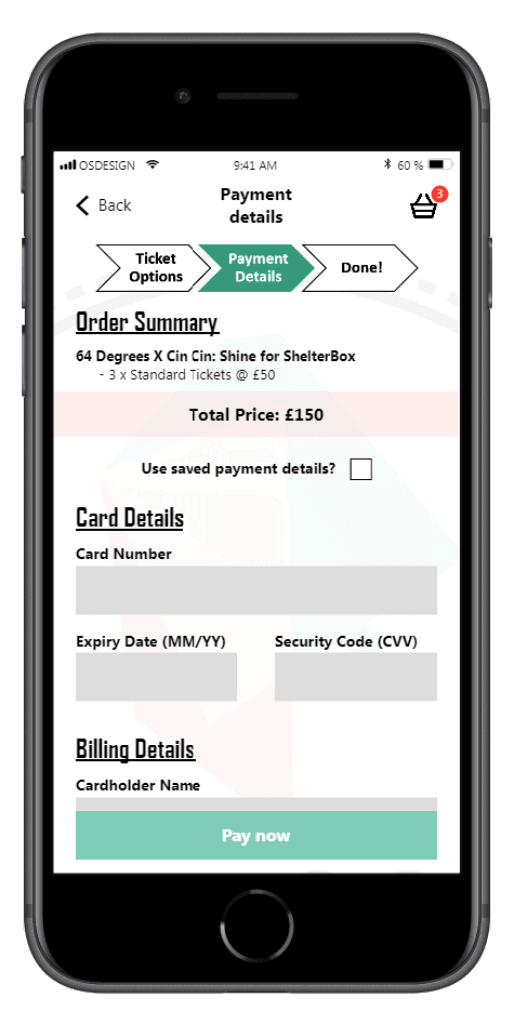 OSDESIGN 9:41 AM 60 %
Back
Payment
details
3
Ticket
Options
Payment
Details
Done!
Order Summary
64 Degrees X Cin Cin: Shine for ShelterBox
- 3 x Standard Tickets @ £50
Total Price: £150
Use saved payment details?
Card Details
Card Number
Expiry Date (MM/YY) Security Code (CVV)
Billing Details
Cardholder Name
Pay now